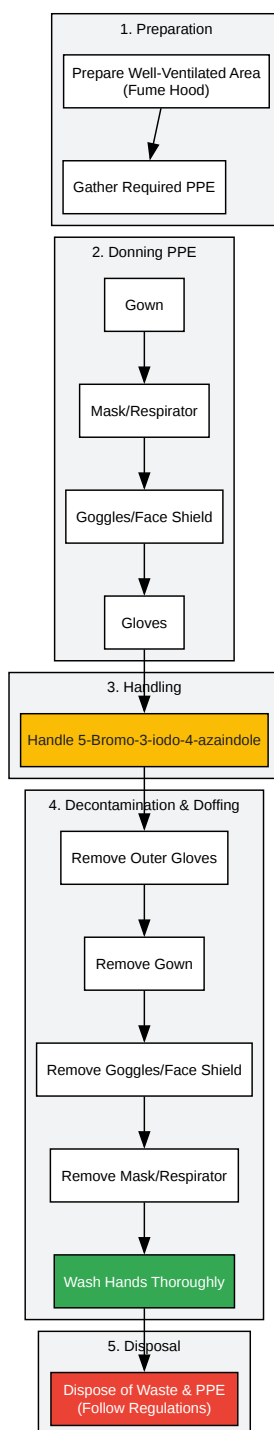 1. Preparation
Prepare Well-Ventilated Area
(Fume Hood)
Gather Required PPE
2. Donning PPE
Gown
Mask/Respirator
Goggles/Face Shield
Gloves
3. Handling
Handle 5-Bromo-3-iodo-4-azaindole
4. Decontamination & Doffing
Remove Outer Gloves
Remove Gown
Remove Goggles/Face Shield
Remove Mask/Respirator
Wash Hands Thoroughly
5. Disposal
Dispose of Waste & PPE
(Follow Regulations)